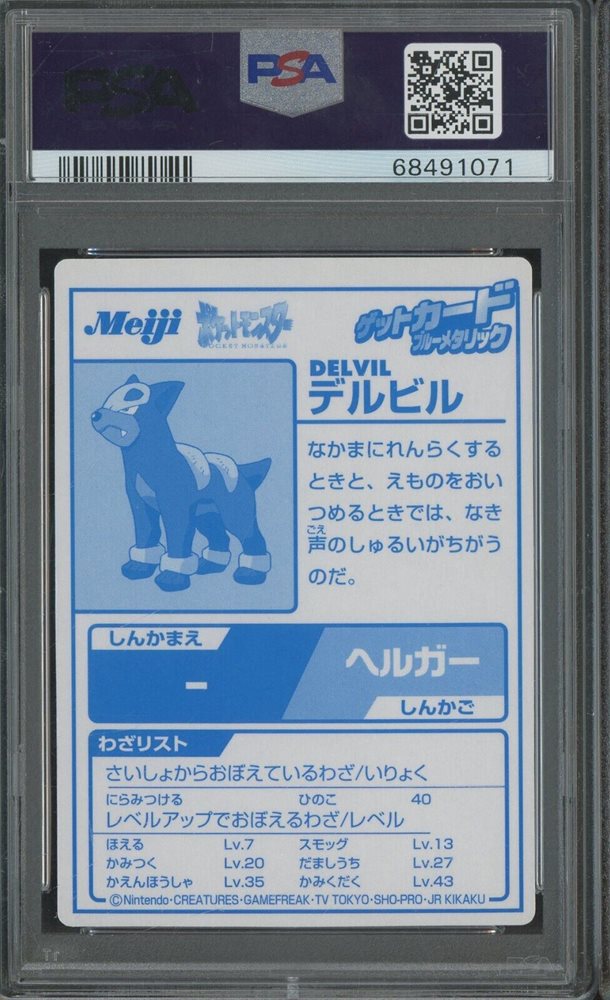 PSA
PSA
68491071
Meiji
ポケットモンスター
POCKET MONSTERS
ゲットカード
ブルーメタリック
DELVIL
デルビル
なかまにれんらくする
ときと、えものをおい
つめるときでは、なき
声のしゅるいがちがう
ごえ
のだ。
しんかまえ
-
ヘルガー
しんかご
わざリスト
さいしょからおぼえているわざ/いりょく
にらみつける ひのこ 40
レベルアップでおぼえるわざ/レベル
ほえる Lv.7 スモッグ Lv.13
かみつく Lv.20 だましうち Lv.27
かえんほうしゃ Lv.35 かみくだく Lv.43
©Nintendo・CREATURES・GAMEFREAK・TV TOKYO・SHO-PRO・JR KIKAKU
PSA